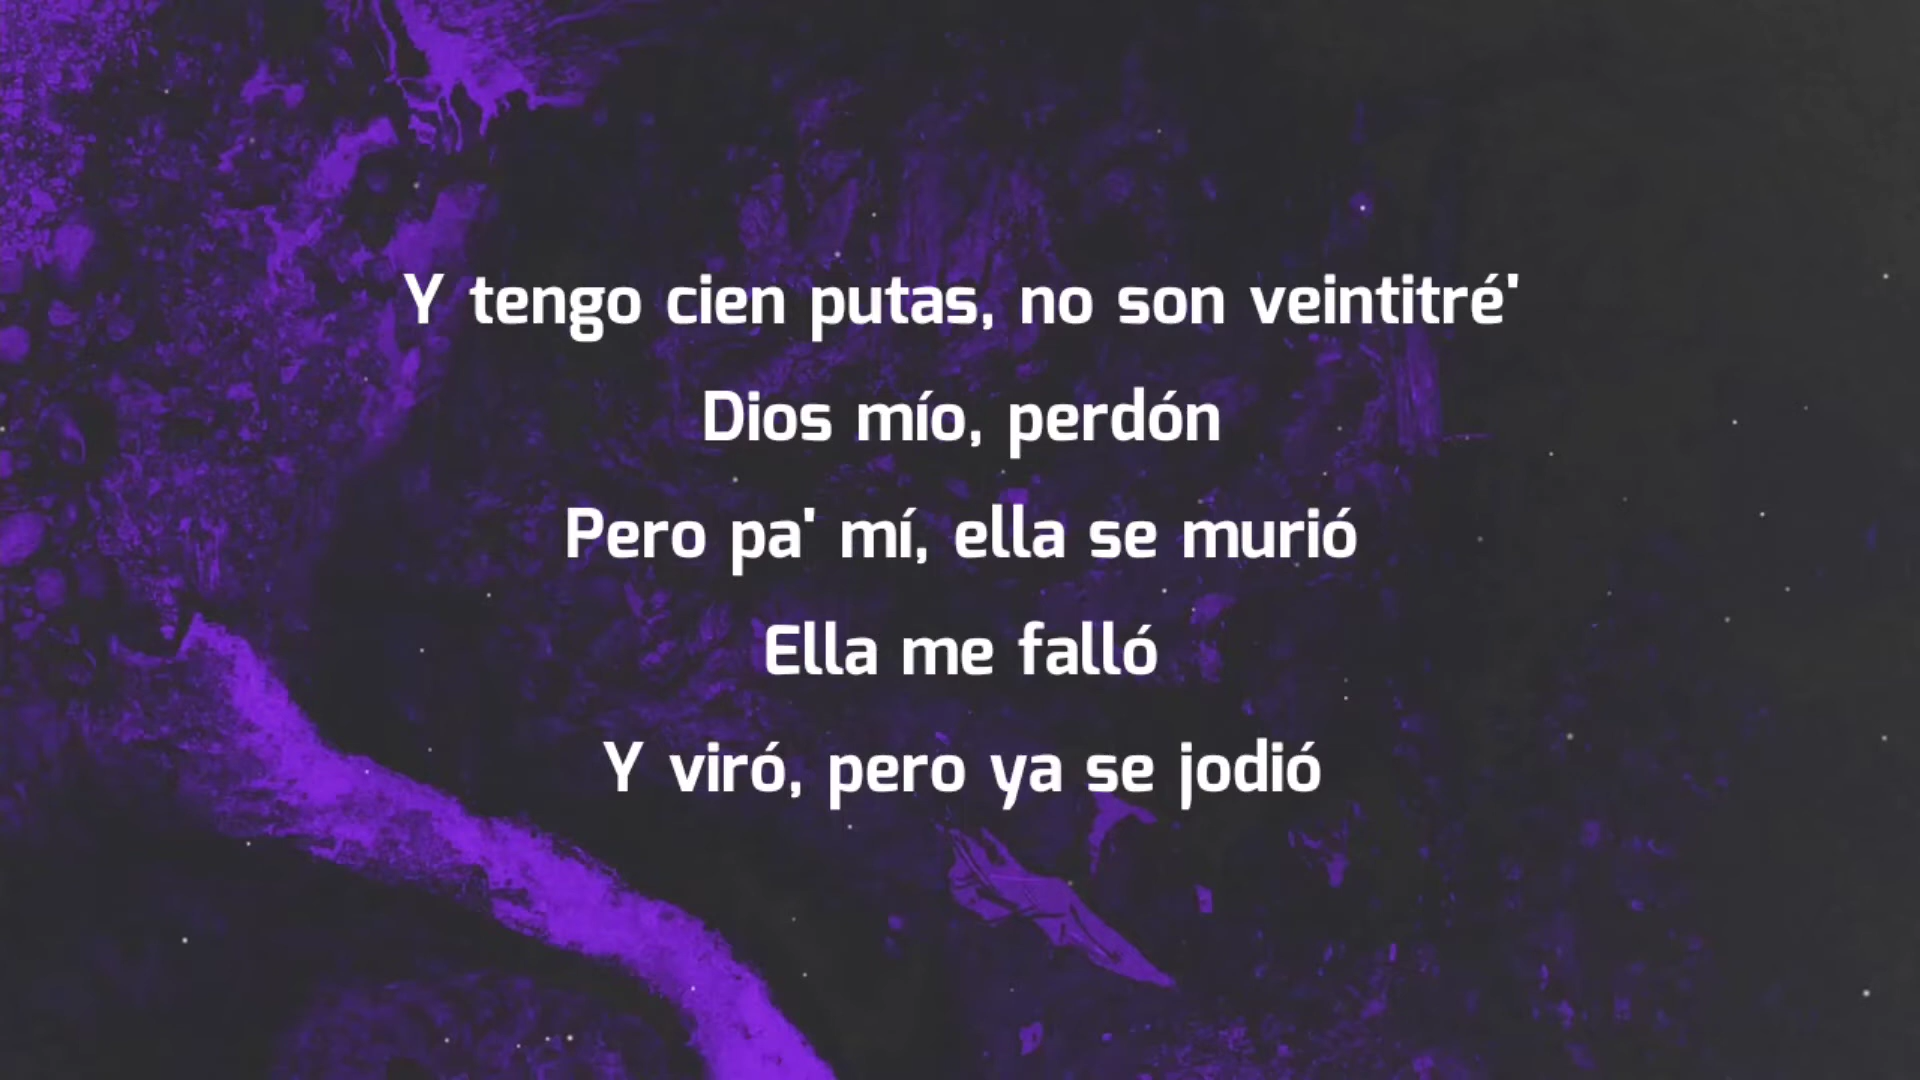 Y tengo cien putas, no son veintitré'
Dios mío, perdón
Pero pa' mí, ella se murió
Ella me falló
Y viró, pero ya se jodió